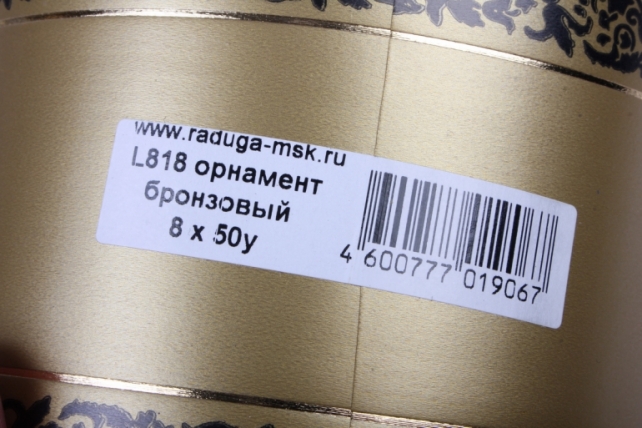 www.raduga-msk.ru
L818 орнамент
бронзовый
8 x 50y
4 600777 019067